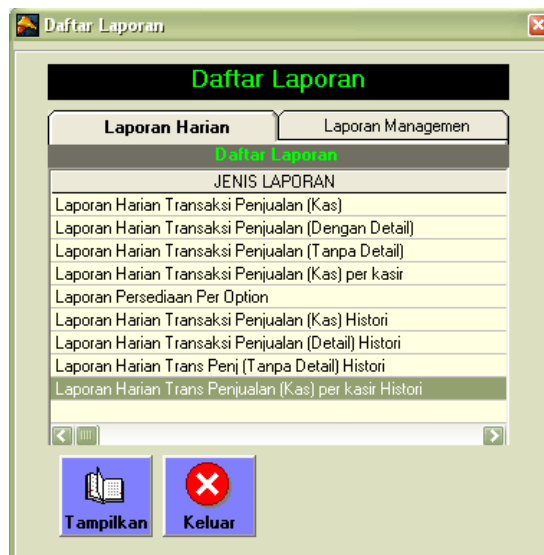 Daftar Laporan
Daftar Laporan
Laporan Harian
Laporan Managemen
Daftar Laporan
JENIS LAPORAN
Laporan Harian Transaksi Penjualan (Kas)
Laporan Harian Transaksi Penjualan (Dengan Detail)
Laporan Harian Transaksi Penjualan (Tanpa Detail)
Laporan Harian Transaksi Penjualan (Kas) per kasir
Laporan Persediaan Per Option
Laporan Harian Transaksi Penjualan (Kas) Histori
Laporan Harian Transaksi Penjualan (Detail) Histori
Laporan Harian Trans Penj (Tanpa Detail) Histori
Laporan Harian Trans Penjualan (Kas) per kasir Histori
Tampilkan
Keluar